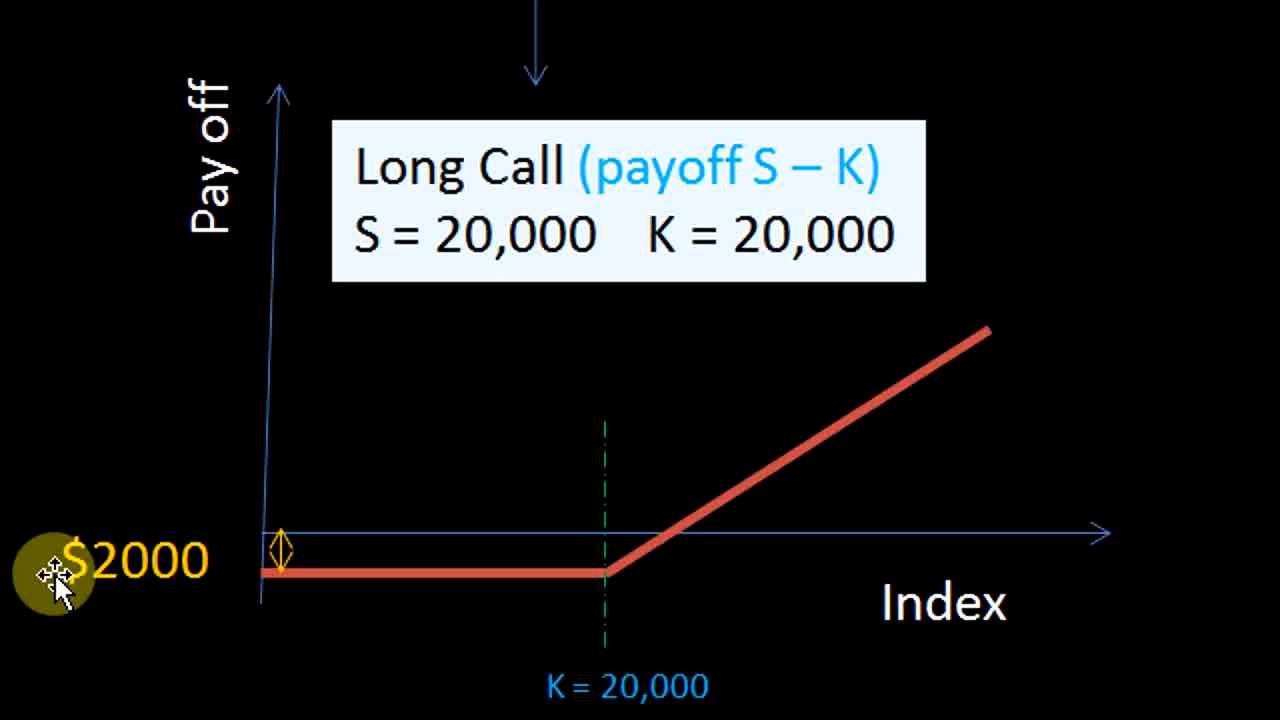 Pay off
Long Call (payoff S – K)
S = 20,000 K = 20,000
$2000
Index
K = 20,000